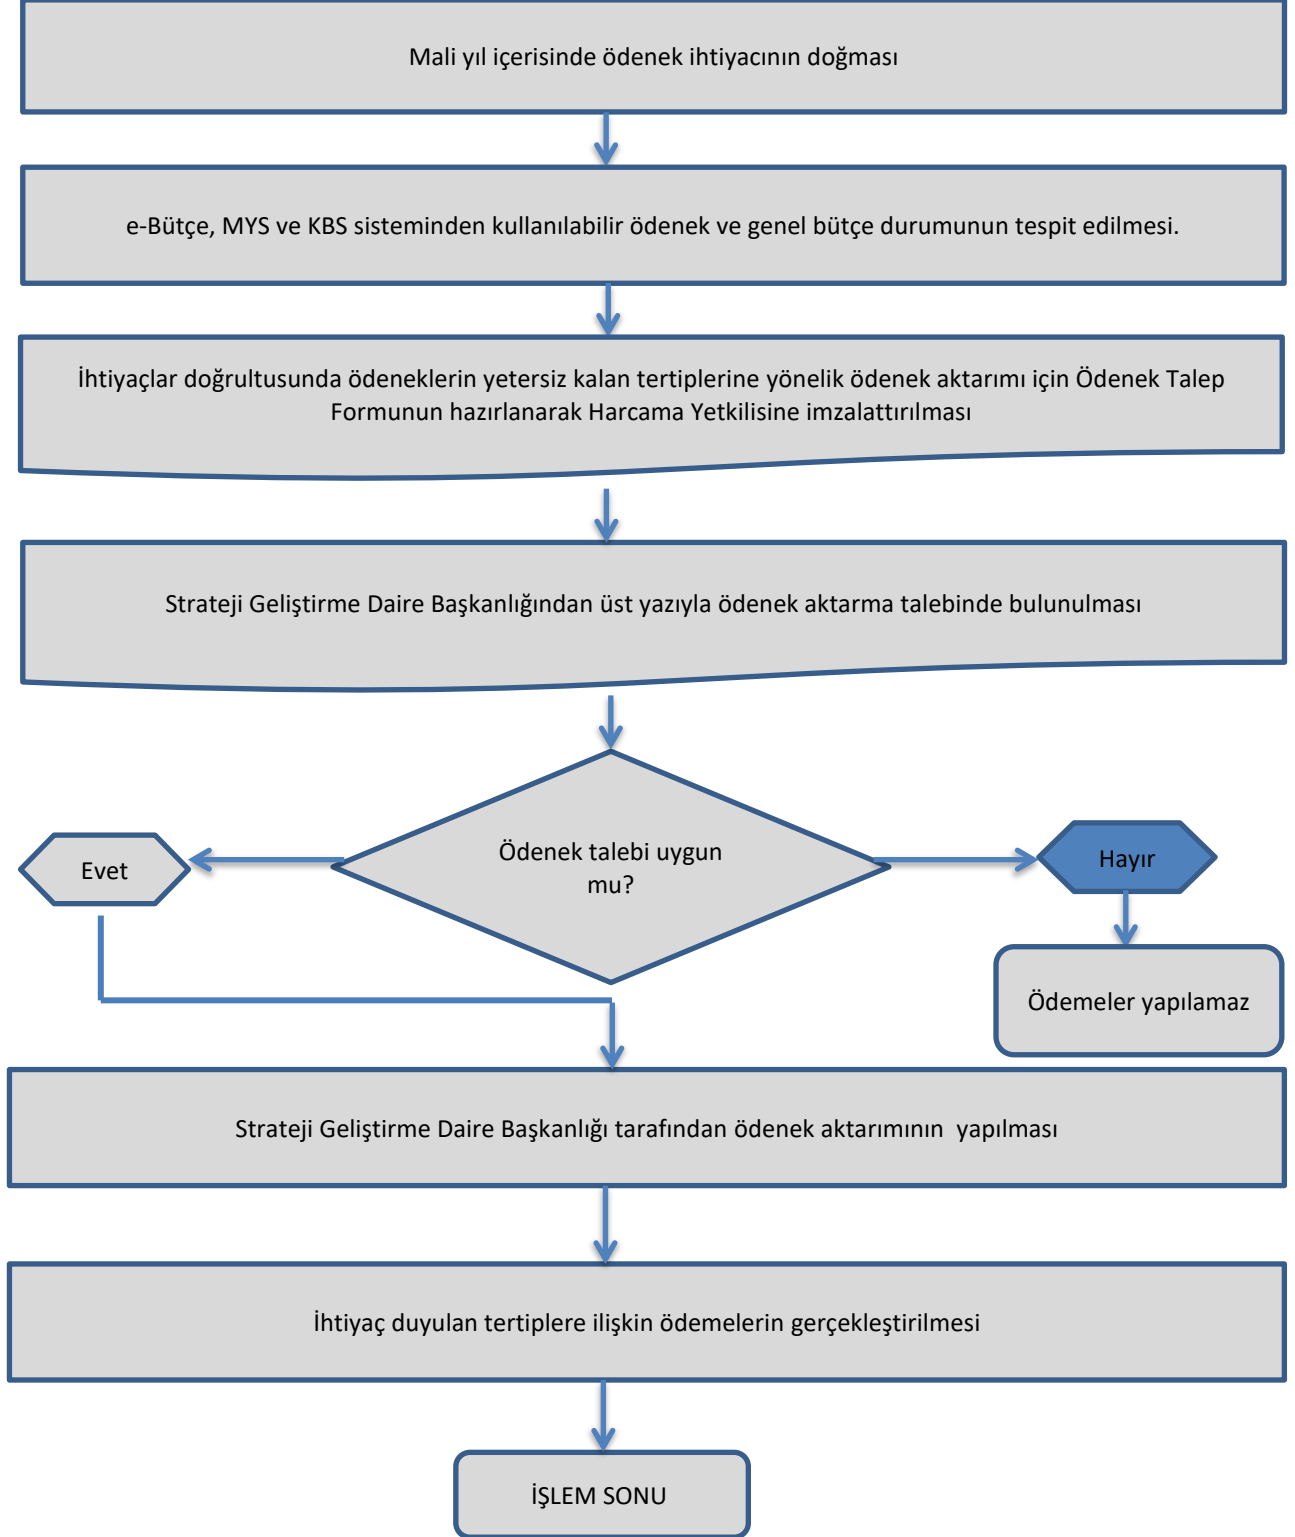 Mali yıl içerisinde ödenek ihtiyacının doğması
e-Bütçe, MYS ve KBS sisteminden kullanılabilir ödenek ve genel bütçe durumunun tespit edilmesi.
İhtiyaçlar doğrultusunda ödeneklerin yetersiz kalan tertiplerine yönelik ödenek aktarımı için Ödenek Talep
Formunun hazırlanarak Harcama Yetkilisine imzalattırılması
Strateji Geliştirme Daire Başkanlığından üst yazıyla ödenek aktarma talebinde bulunulması
Ödenek talebi uygun
mu?
Evet
Hayır
Ödemeler yapılamaz
Strateji Geliştirme Daire Başkanlığı tarafından ödenek aktarımının  yapılması
İhtiyaç duyulan tertiplere ilişkin ödemelerin gerçekleştirilmesi
İŞLEM SONU